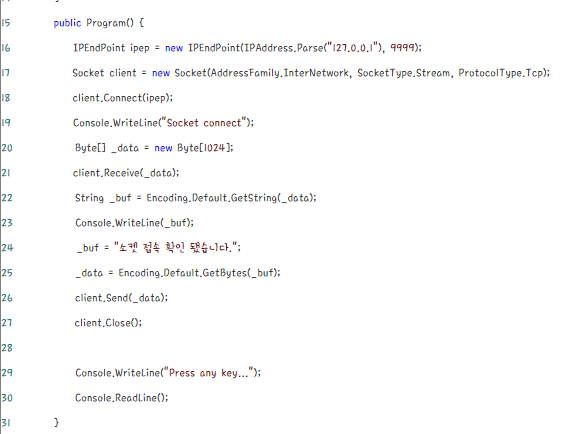 15 public Program() {
16 IPEndPoint ipep = new IPEndPoint(IPAddress.Parse("127.0.0.1"), 9999);
17 Socket client = new Socket(AddressFamily.InterNetwork, SocketType.Stream, ProtocolType.Tcp);
18 client.Connect(ipep);
19 Console.WriteLine("Socket connect");
20 Byte[] _data = new Byte[1024];
21 client.Receive(_data);
22 String _buf = Encoding.Default.GetString(_data);
23 Console.WriteLine(_buf);
24 _buf = "소켓 접속 확인 됐습니다.";
25 _data = Encoding.Default.GetBytes(_buf);
26 client.Send(_data);
27 client.Close();
28
29 Console.WriteLine("Press any key...");
30 Console.ReadLine();
31 }